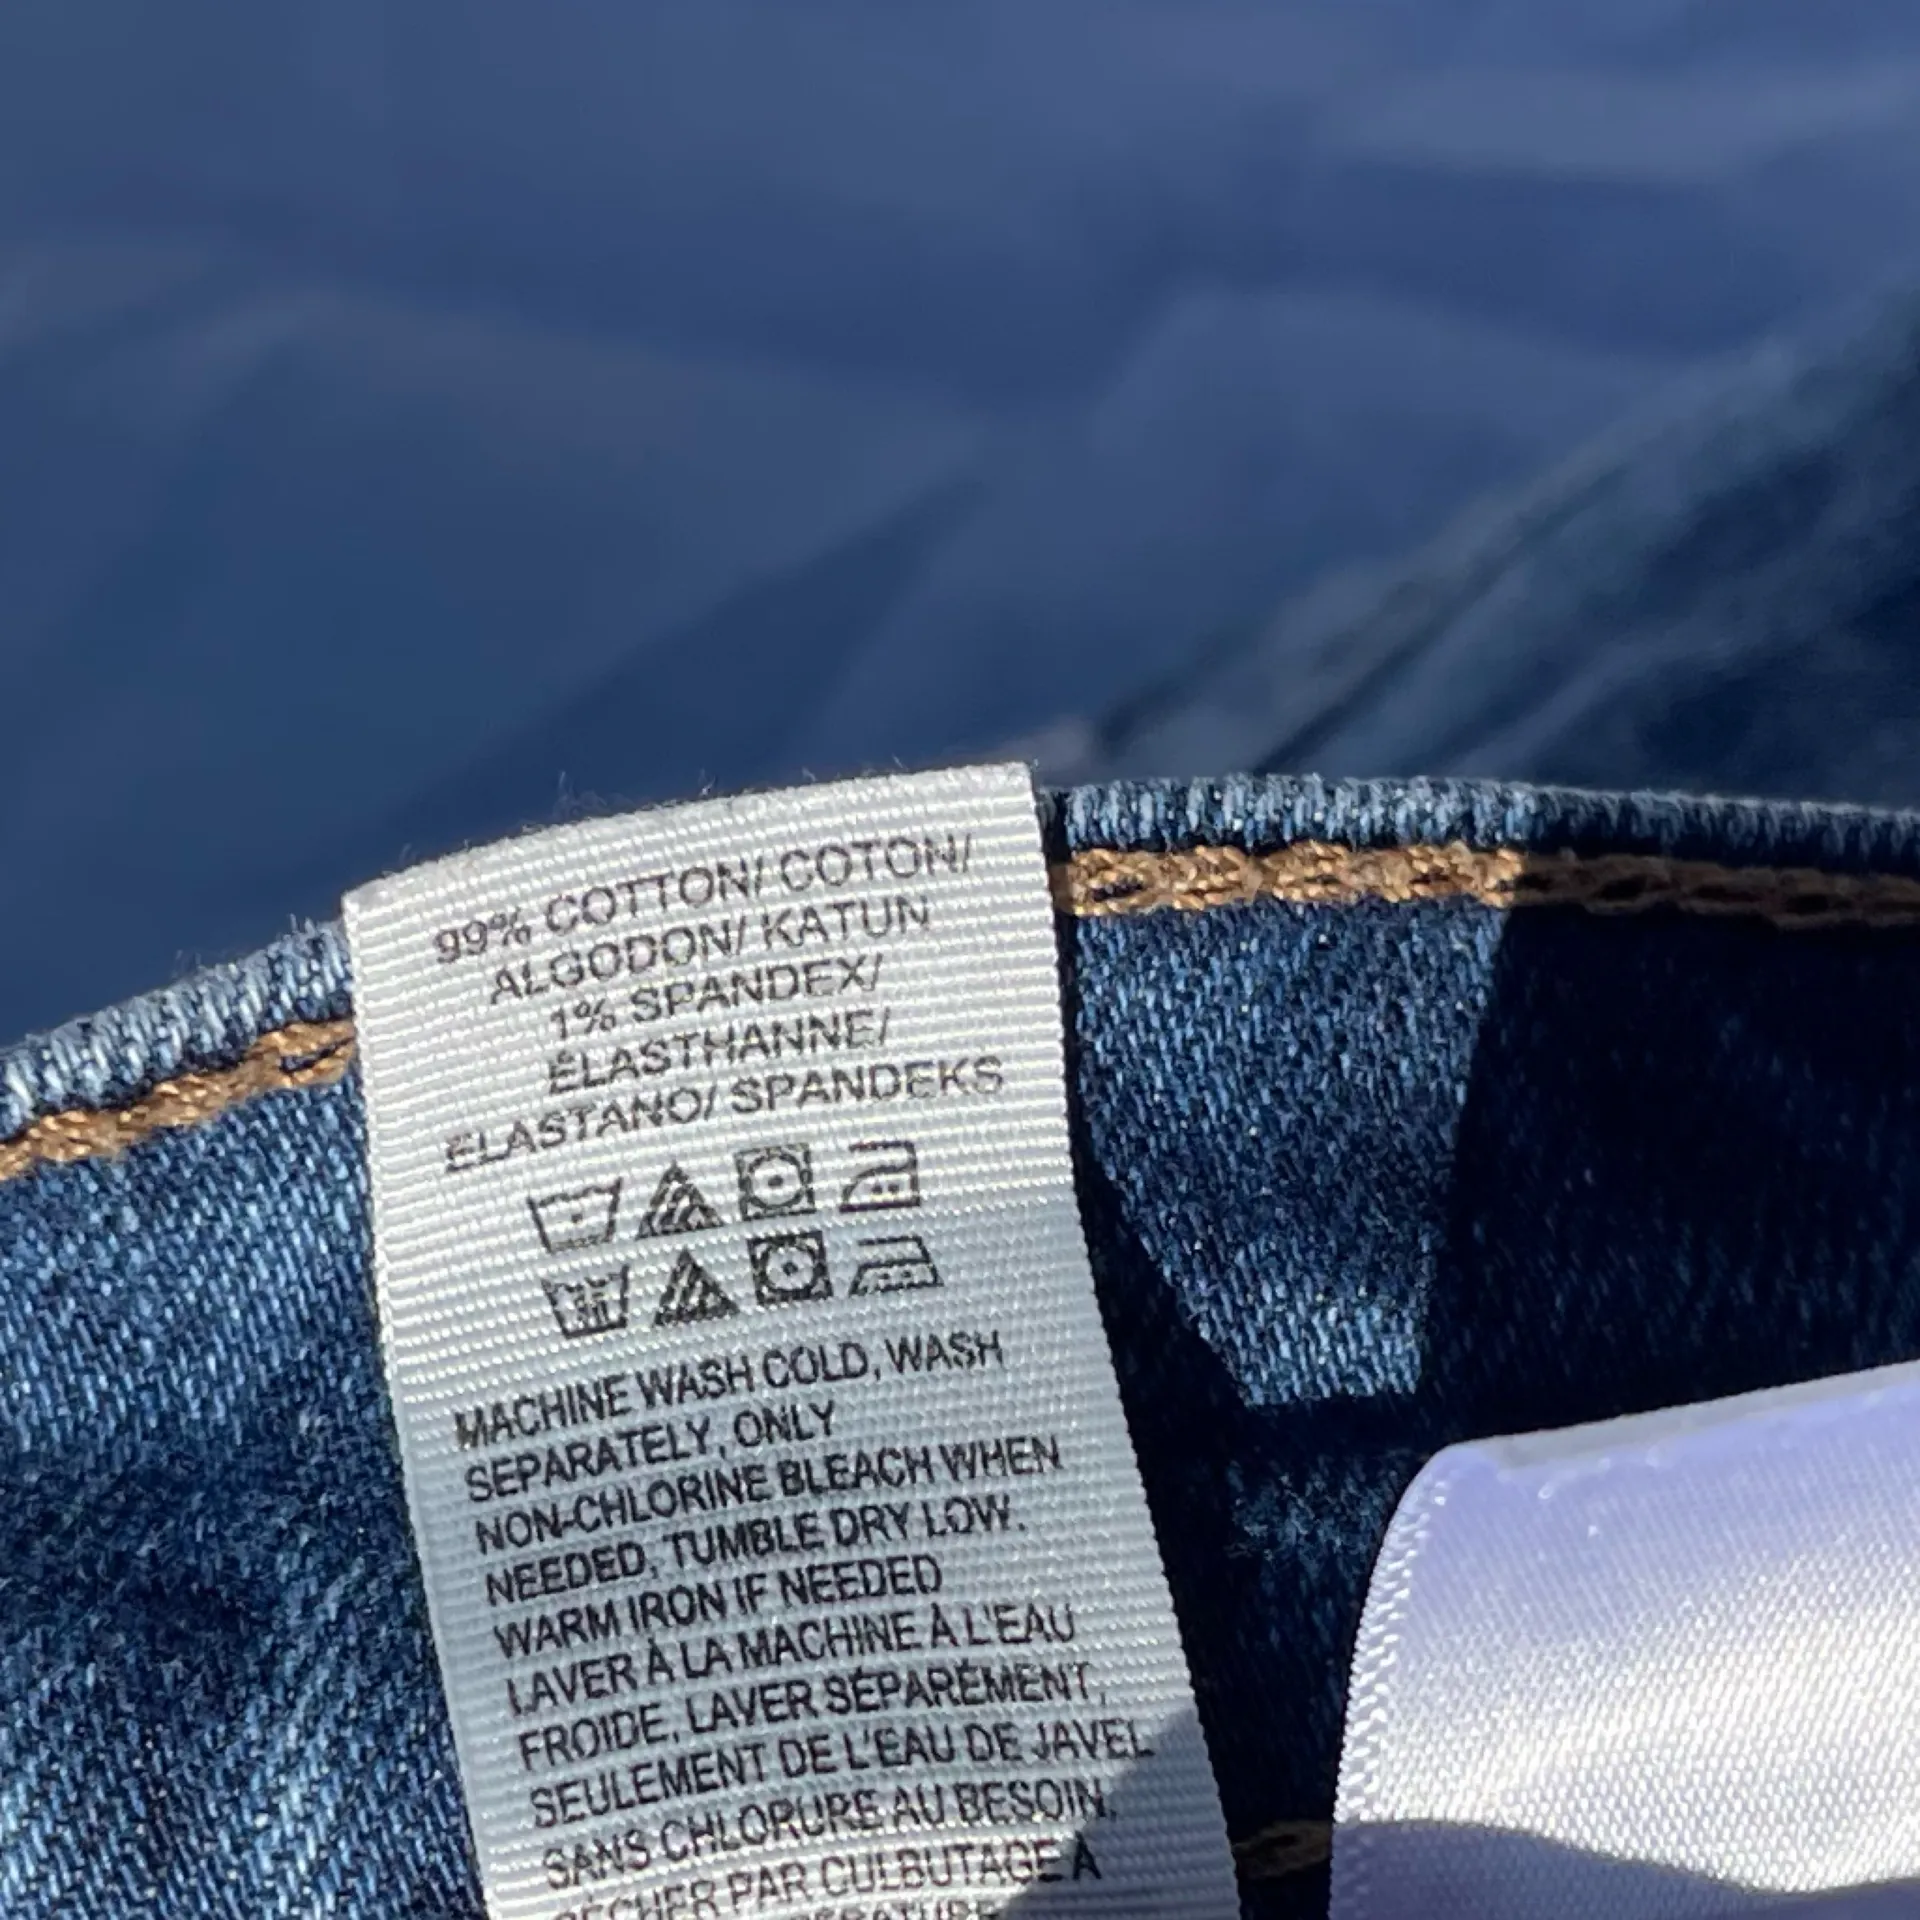 99% COTTON/ COTON/
ALGODON/ KATUN
1% SPANDEX/
ÉLASTHANNE/
ELASTANO/ SPANDEKS
MACHINE WASH COLD, WASH
SEPARATELY, ONLY
NON-CHLORINE BLEACH WHEN
NEEDED, TUMBLE DRY LOW.
WARM IRON IF NEEDED
LAVER À LA MACHINE À L'EAU
FROIDE, LAVER SÉPARÉMENT,
SEULEMENT DE L'EAU DE JAVEL
SANS CHLORURE AU BESOIN.
SÉCHER PAR CULBUTAGE À